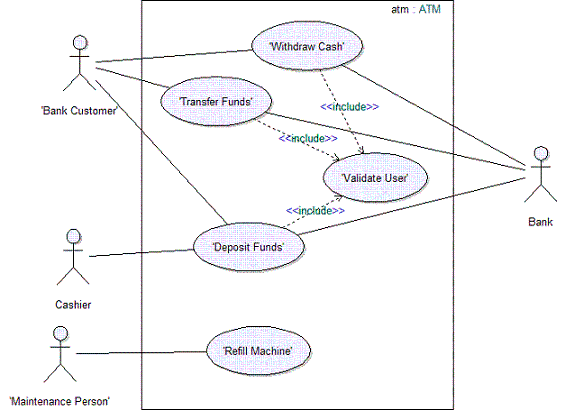 atm : ATM
'Withdraw Cash'
'Bank Customer'
'Transfer Funds'
<<include>>
<<include>>
'Validate User'
<<include>>
Bank
'Deposit Funds'
Cashier
'Refill Machine'
'Maintenance Person'